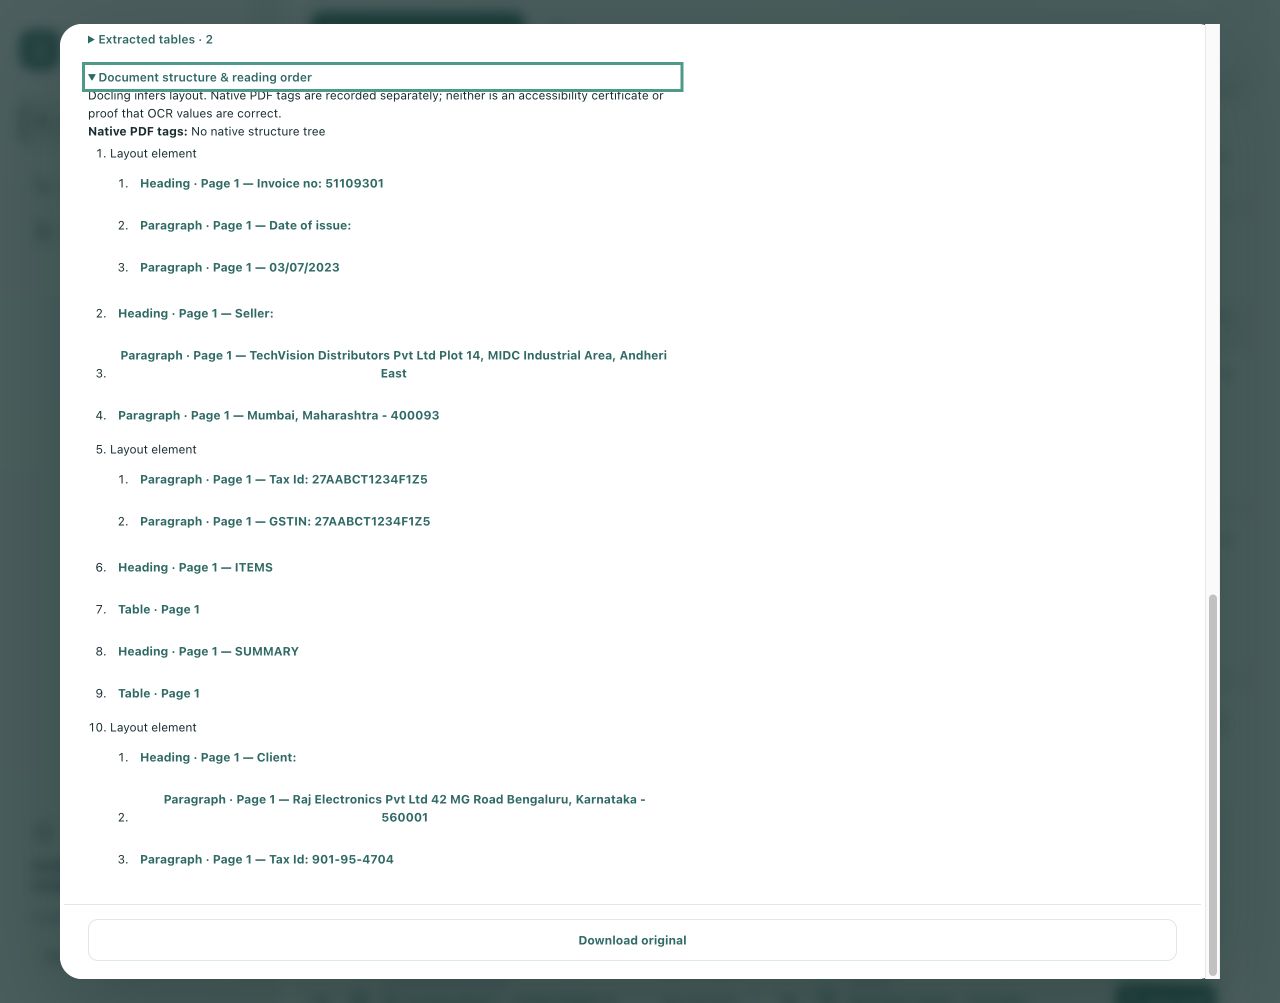 ▶ Extracted tables · 2
▼ Document structure & reading order
Docling infers layout. Native PDF tags are recorded separately; neither is an accessibility certificate or
proof that OCR values are correct.
Native PDF tags: No native structure tree
1. Layout element
1. Heading · Page 1 — Invoice no: 51109301
2. Paragraph · Page 1 — Date of issue:
3. Paragraph · Page 1 — 03/07/2023
2. Heading · Page 1 — Seller:
Paragraph · Page 1 — TechVision Distributors Pvt Ltd Plot 14, MIDC Industrial Area, Andheri
3. East
4. Paragraph · Page 1 — Mumbai, Maharashtra - 400093
5. Layout element
1. Paragraph · Page 1 — Tax Id: 27AABCT1234F1Z5
2. Paragraph · Page 1 — GSTIN: 27AABCT1234F1Z5
6. Heading · Page 1 — ITEMS
7. Table · Page 1
8. Heading · Page 1 — SUMMARY
9. Table · Page 1
10. Layout element
1. Heading · Page 1 — Client:
Paragraph · Page 1 — Raj Electronics Pvt Ltd 42 MG Road Bengaluru, Karnataka -
2. 560001
3. Paragraph · Page 1 — Tax Id: 901-95-4704
Download original